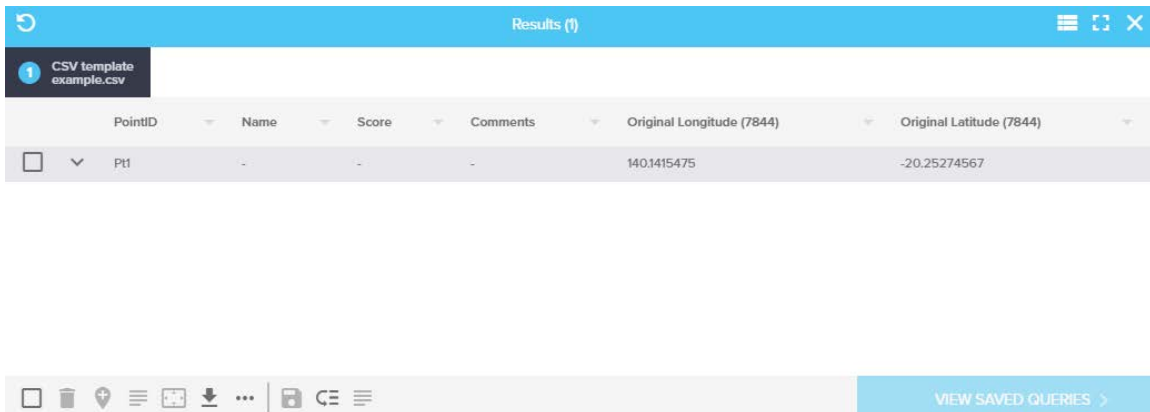 Results (1)
1 CSV template
example.csv
PointID Name Score Comments Original Longitude (7844) Original Latitude (7844)
Pt1 - - - 140.1415475 -20.25274567
VIEW SAVED QUERIES >